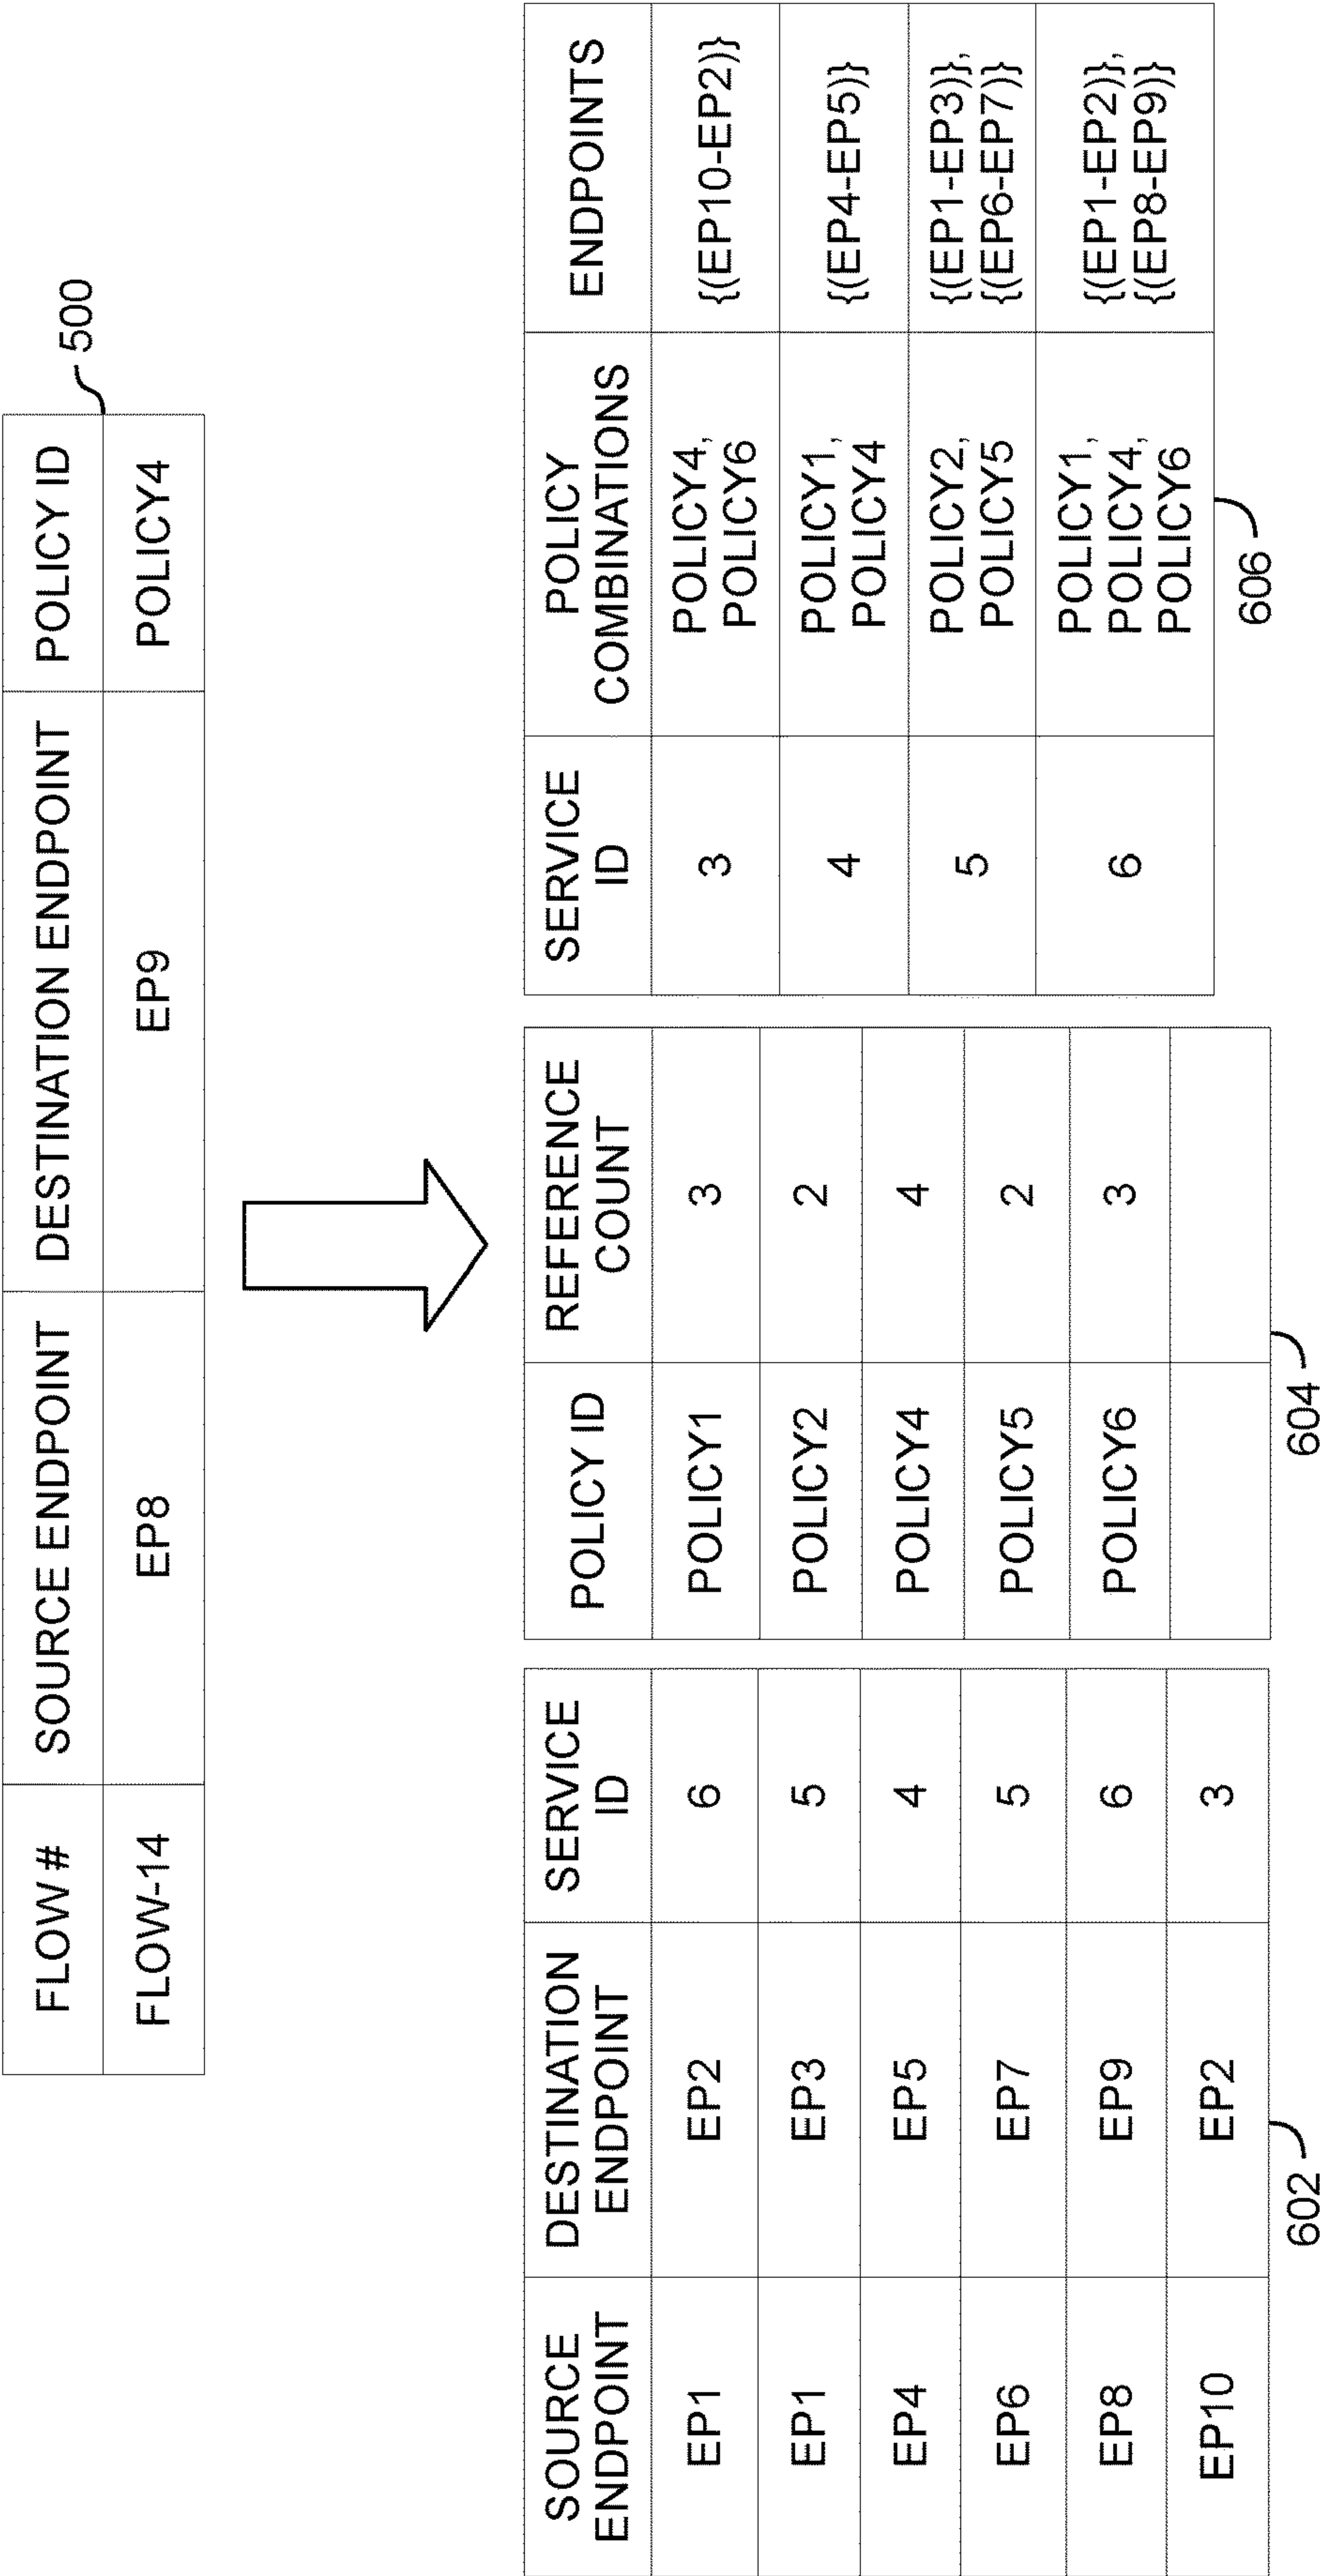 FLOW # SOURCE ENDPOINT DESTINATION ENDPOINT POLICY ID
500
FLOW-14 EP8 EP9 POLICY4
SOURCE
ENDPOINT
DESTINATION
ENDPOINT
SERVICE
ID
EP1 EP2 6
EP1 EP3 5
EP4 EP5 4
EP6 EP7 5
EP8 EP9 6
EP10 EP2 3
602
POLICY ID
REFERENCE
COUNT
POLICY1 3
POLICY2 2
POLICY4 4
POLICY5 2
POLICY6 3
604
SERVICE
ID
POLICY
COMBINATIONS
ENDPOINTS
3
POLICY4,
POLICY6
{(EP10-EP2)}
4
POLICY1,
POLICY4
{(EP4-EP5)}
5
POLICY2,
POLICY5
{(EP1-EP3)},
{(EP6-EP7)}
6
POLICY1,
POLICY4,
POLICY6
{(EP1-EP2)},
{(EP8-EP9)}
606